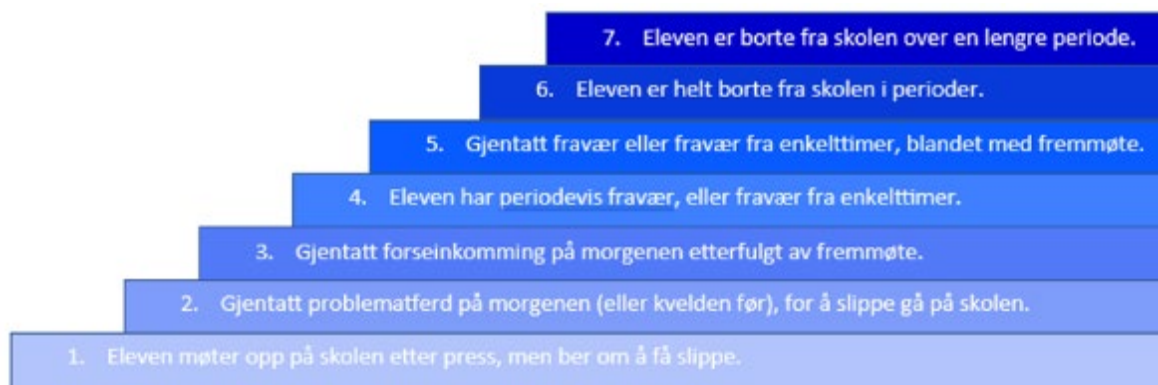 7. Eleven er borte fra skolen over en lengre periode.
6. Eleven er helt borte fra skolen i perioder.
5. Gjentatt fravær eller fravær fra enkelttimer, blandet med fremmøte.
4. Eleven har periodevis fravær, eller fravær fra enkelttimer.
3. Gjentatt forseinkomming på morgenen etterfulgt av fremmøte.
2. Gjentatt problematferd på morgenen (eller kvelden før), for å slippe gå på skolen.
1. Eleven møter opp på skolen etter press, men ber om å få slippe.